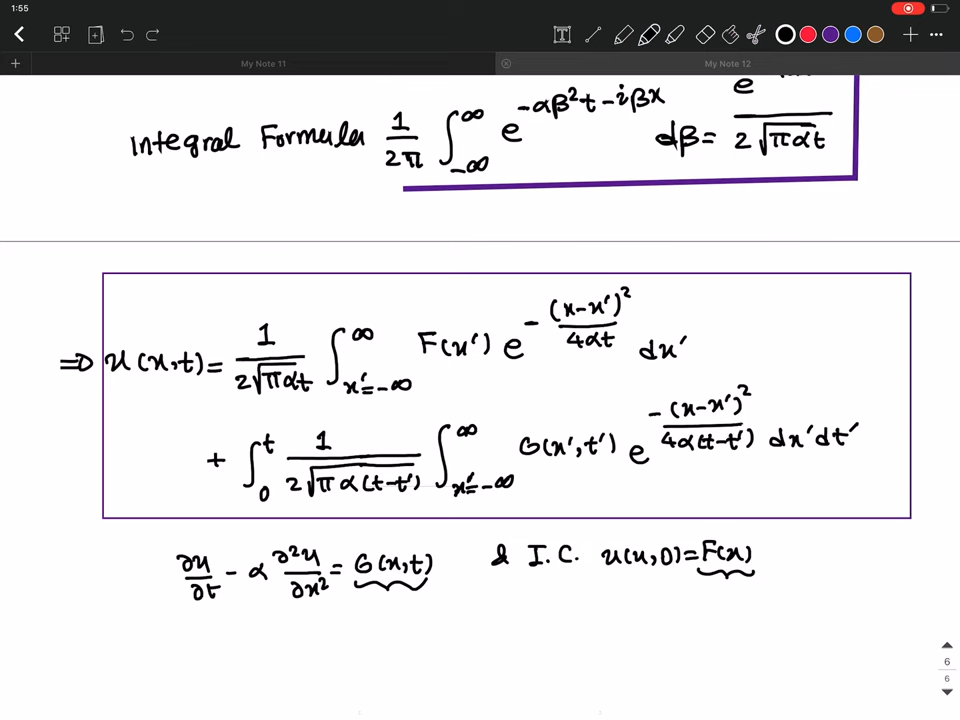 1:55
My Note 11
My Note 12
Integral Formula 1/2π ∫_{-∞}^{∞} e^{-αβ²t-iβx} dβ = e / 2√παt
⇒ u(x,t) = 1/2√παt ∫_{x'=-∞}^{∞} F(x') e^{-(x-x')²/4αt} dx'
+ ∫_0^t 1/2√πα(t-t') ∫_{x'=-∞}^{∞} G(x',t') e^{-(x-x')²/4α(t-t')} dx'dt'
∂u/∂t - α ∂²u/∂x² = G(x,t) & I.C. u(x,0)=F(x)
6
6